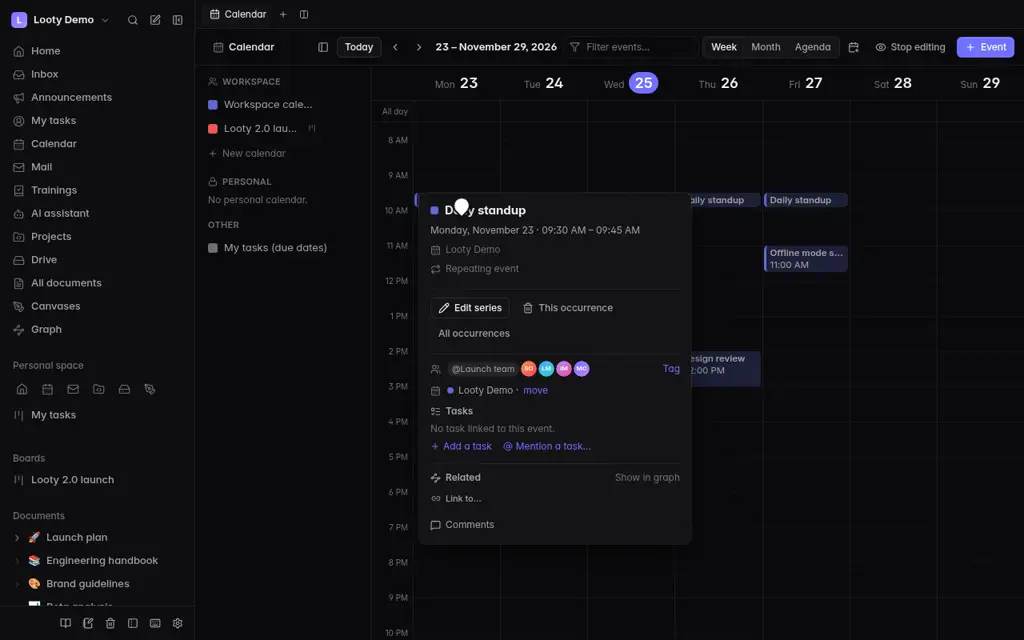 L Looty Demo
Calendar
Home
Inbox
Announcements
My tasks
Calendar
Mail
Trainings
AI assistant
Projects
Drive
All documents
Canvases
Graph
Personal space
My tasks
Boards
Looty 2.0 launch
Documents
🚀 Launch plan
📚 Engineering handbook
🎨 Brand guidelines
Calendar
Today
23 – November 29, 2026
Filter events...
Week
Month
Agenda
Stop editing
+ Event
WORKSPACE
Workspace cale...
Looty 2.0 lau...
+ New calendar
PERSONAL
No personal calendar.
OTHER
My tasks (due dates)
Mon 23
Tue 24
Wed 25
Thu 26
Fri 27
Sat 28
Sun 29
All day
8 AM
9 AM
10 AM
11 AM
12 PM
1 PM
2 PM
3 PM
4 PM
5 PM
6 PM
7 PM
8 PM
9 PM
10 PM
standup
Monday, November 23 · 09:30 AM – 09:45 AM
Looty Demo
Repeating event
Edit series
This occurrence
All occurrences
@Launch team
SD
LM
IM
MC
Tag
Looty Demo · move
Tasks
No task linked to this event.
+ Add a task
@ Mention a task...
Related
Show in graph
Link to...
Comments
standup
Daily standup
Offline mode s...
11:00 AM
review
:00 PM